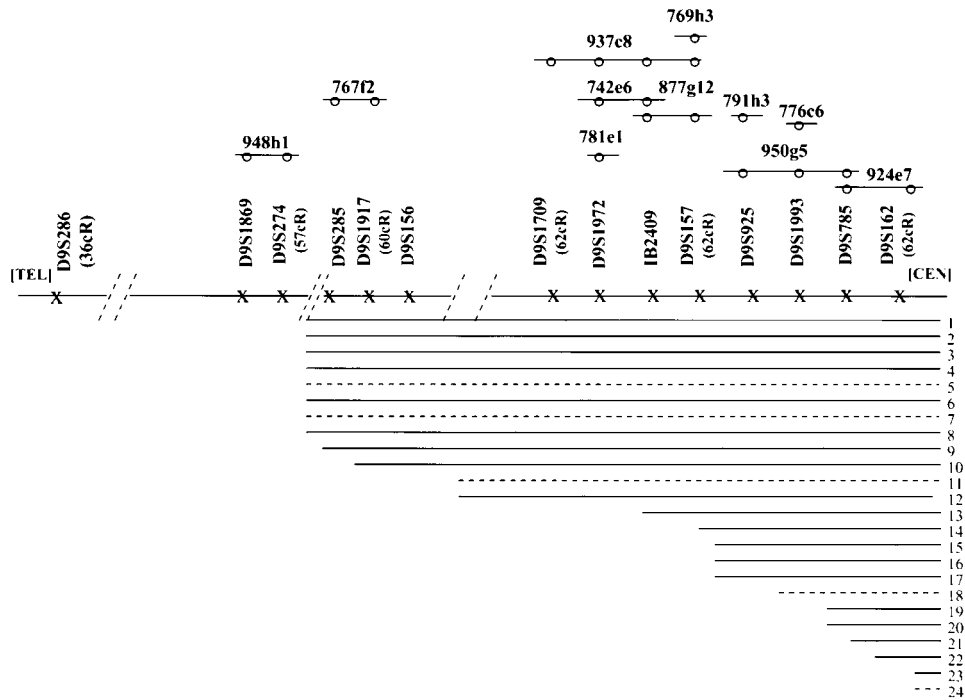 769h3
937c8
767f2
742e6 877g12
791h3
776c6
948h1
781e1
950g5
924e7
D9S286
(36cR)
D9S1869
D9S274
(57cR)
D9S285
D9S1917
(60cR)
D9S156
D9S1709
(62cR)
D9S1972
IB2409
D9S157
(62cR)
D9S925
D9S1993
D9S785
D9S162
(62cR)
[TEL] [CEN]
X X X X X X X X X X X X X X
1
2
3
4
5
6
7
8
9
10
11
12
13
14
15
16
17
18
19
20
21
22
23
24